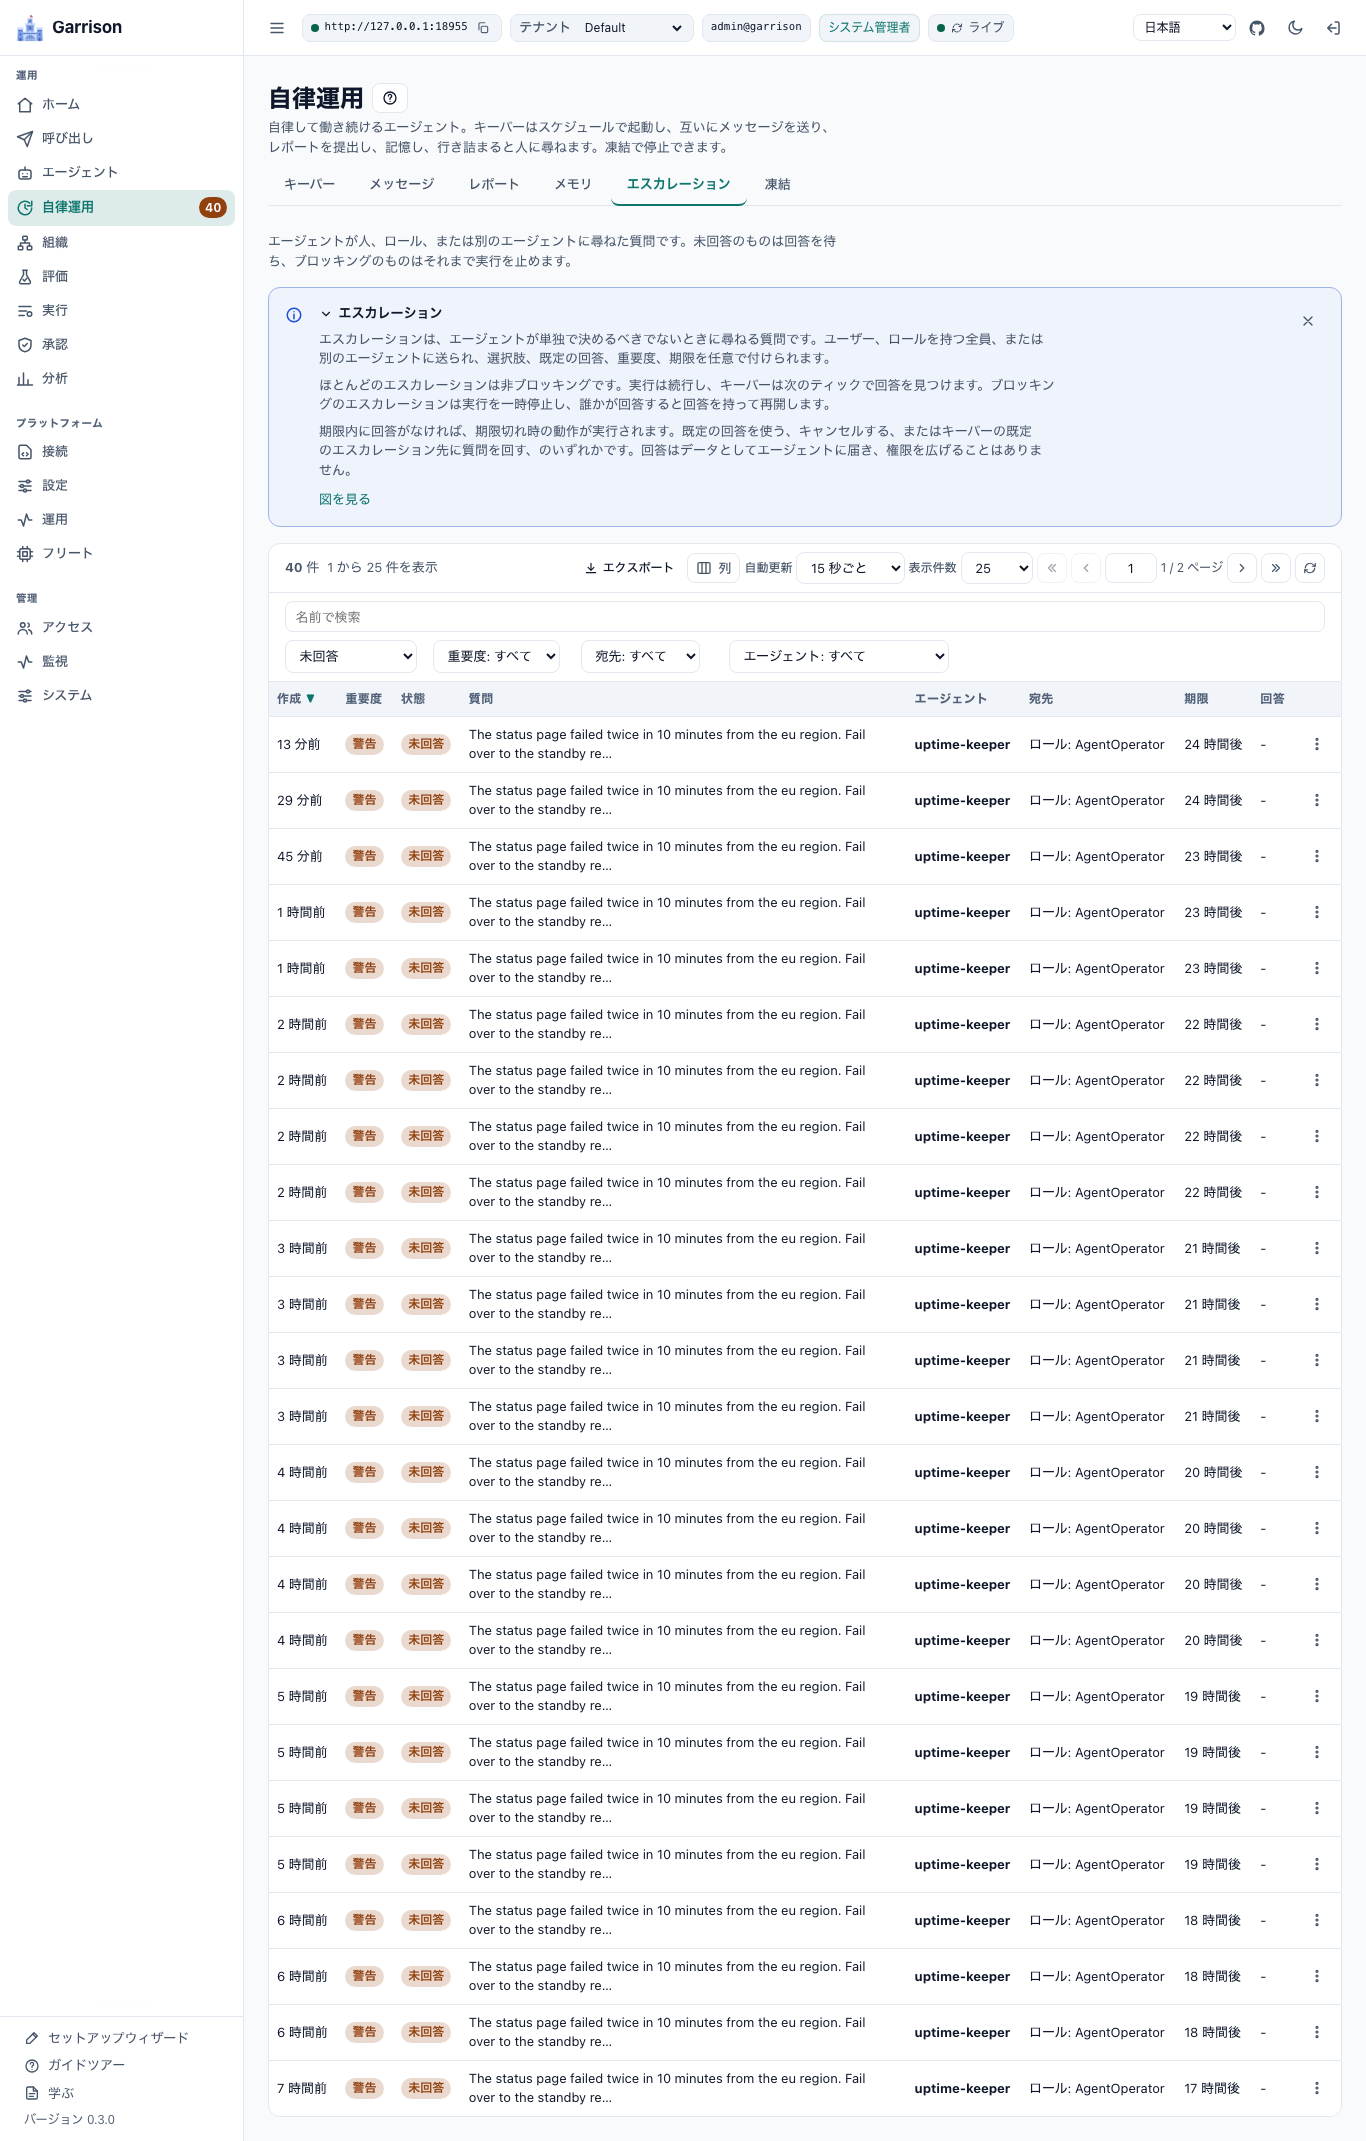 Garrison
http://127.0.0.1:18955
テナント Default
admin@garrison
システム管理者
ライブ
日本語
運用
ホーム
呼び出し
エージェント
自律運用 40
組織
評価
実行
承認
分析
プラットフォーム
接続
設定
運用
フリート
管理
アクセス
監視
システム
セットアップウィザード
ガイドツアー
学ぶ
バージョン 0.3.0
自律運用
自律して働き続けるエージェント。キーパーはスケジュールで起動し、互いにメッセージを送り、
レポートを提出し、記憶し、行き詰まると人に尋ねます。凍結で停止できます。
キーパー メッセージ レポート メモリ エスカレーション 凍結
エージェントが人、ロール、または別のエージェントに尋ねた質問です。未回答のものは回答を待
ち、ブロッキングのものはそれまで実行を止めます。
エスカレーション
エスカレーションは、エージェントが単独で決めるべきでないときに尋ねる質問です。ユーザー、ロールを持つ全員、または
別のエージェントに送られ、選択肢、既定の回答、重要度、期限を任意で付けられます。
ほとんどのエスカレーションは非ブロッキングです。実行は続行し、キーパーは次のティックで回答を見つけます。ブロッキン
グのエスカレーションは実行を一時停止し、誰かが回答すると回答を持って再開します。
期限内に回答がなければ、期限切れ時の動作が実行されます。既定の回答を使う、キャンセルする、またはキーパーの既定
のエスカレーション先に質問を回す、のいずれかです。回答はデータとしてエージェントに届き、権限を広げることはありま
せん。
図を見る
40 件 1 から 25 件を表示 エクスポート 列 自動更新 15 秒ごと 表示件数 25 1 1 / 2 ページ
名前で検索
未回答 重要度: すべて 宛先: すべて エージェント: すべて
作成 ▼ 重要度 状態 質問 エージェント 宛先 期限 回答
13 分前 警告 未回答 The status page failed twice in 10 minutes from the eu region. Fail
over to the standby re... uptime-keeper ロール: AgentOperator 24 時間後 -
29 分前 警告 未回答 The status page failed twice in 10 minutes from the eu region. Fail
over to the standby re... uptime-keeper ロール: AgentOperator 24 時間後 -
45 分前 警告 未回答 The status page failed twice in 10 minutes from the eu region. Fail
over to the standby re... uptime-keeper ロール: AgentOperator 23 時間後 -
1 時間前 警告 未回答 The status page failed twice in 10 minutes from the eu region. Fail
over to the standby re... uptime-keeper ロール: AgentOperator 23 時間後 -
1 時間前 警告 未回答 The status page failed twice in 10 minutes from the eu region. Fail
over to the standby re... uptime-keeper ロール: AgentOperator 23 時間後 -
2 時間前 警告 未回答 The status page failed twice in 10 minutes from the eu region. Fail
over to the standby re... uptime-keeper ロール: AgentOperator 22 時間後 -
2 時間前 警告 未回答 The status page failed twice in 10 minutes from the eu region. Fail
over to the standby re... uptime-keeper ロール: AgentOperator 22 時間後 -
2 時間前 警告 未回答 The status page failed twice in 10 minutes from the eu region. Fail
over to the standby re... uptime-keeper ロール: AgentOperator 22 時間後 -
2 時間前 警告 未回答 The status page failed twice in 10 minutes from the eu region. Fail
over to the standby re... uptime-keeper ロール: AgentOperator 22 時間後 -
3 時間前 警告 未回答 The status page failed twice in 10 minutes from the eu region. Fail
over to the standby re... uptime-keeper ロール: AgentOperator 21 時間後 -
3 時間前 警告 未回答 The status page failed twice in 10 minutes from the eu region. Fail
over to the standby re... uptime-keeper ロール: AgentOperator 21 時間後 -
3 時間前 警告 未回答 The status page failed twice in 10 minutes from the eu region. Fail
over to the standby re... uptime-keeper ロール: AgentOperator 21 時間後 -
3 時間前 警告 未回答 The status page failed twice in 10 minutes from the eu region. Fail
over to the standby re... uptime-keeper ロール: AgentOperator 21 時間後 -
4 時間前 警告 未回答 The status page failed twice in 10 minutes from the eu region. Fail
over to the standby re... uptime-keeper ロール: AgentOperator 20 時間後 -
4 時間前 警告 未回答 The status page failed twice in 10 minutes from the eu region. Fail
over to the standby re... uptime-keeper ロール: AgentOperator 20 時間後 -
4 時間前 警告 未回答 The status page failed twice in 10 minutes from the eu region. Fail
over to the standby re... uptime-keeper ロール: AgentOperator 20 時間後 -
4 時間前 警告 未回答 The status page failed twice in 10 minutes from the eu region. Fail
over to the standby re... uptime-keeper ロール: AgentOperator 20 時間後 -
5 時間前 警告 未回答 The status page failed twice in 10 minutes from the eu region. Fail
over to the standby re... uptime-keeper ロール: AgentOperator 19 時間後 -
5 時間前 警告 未回答 The status page failed twice in 10 minutes from the eu region. Fail
over to the standby re... uptime-keeper ロール: AgentOperator 19 時間後 -
5 時間前 警告 未回答 The status page failed twice in 10 minutes from the eu region. Fail
over to the standby re... uptime-keeper ロール: AgentOperator 19 時間後 -
5 時間前 警告 未回答 The status page failed twice in 10 minutes from the eu region. Fail
over to the standby re... uptime-keeper ロール: AgentOperator 19 時間後 -
6 時間前 警告 未回答 The status page failed twice in 10 minutes from the eu region. Fail
over to the standby re... uptime-keeper ロール: AgentOperator 18 時間後 -
6 時間前 警告 未回答 The status page failed twice in 10 minutes from the eu region. Fail
over to the standby re... uptime-keeper ロール: AgentOperator 18 時間後 -
6 時間前 警告 未回答 The status page failed twice in 10 minutes from the eu region. Fail
over to the standby re... uptime-keeper ロール: AgentOperator 18 時間後 -
7 時間前 警告 未回答 The status page failed twice in 10 minutes from the eu region. Fail
over to the standby re... uptime-keeper ロール: AgentOperator 17 時間後 -